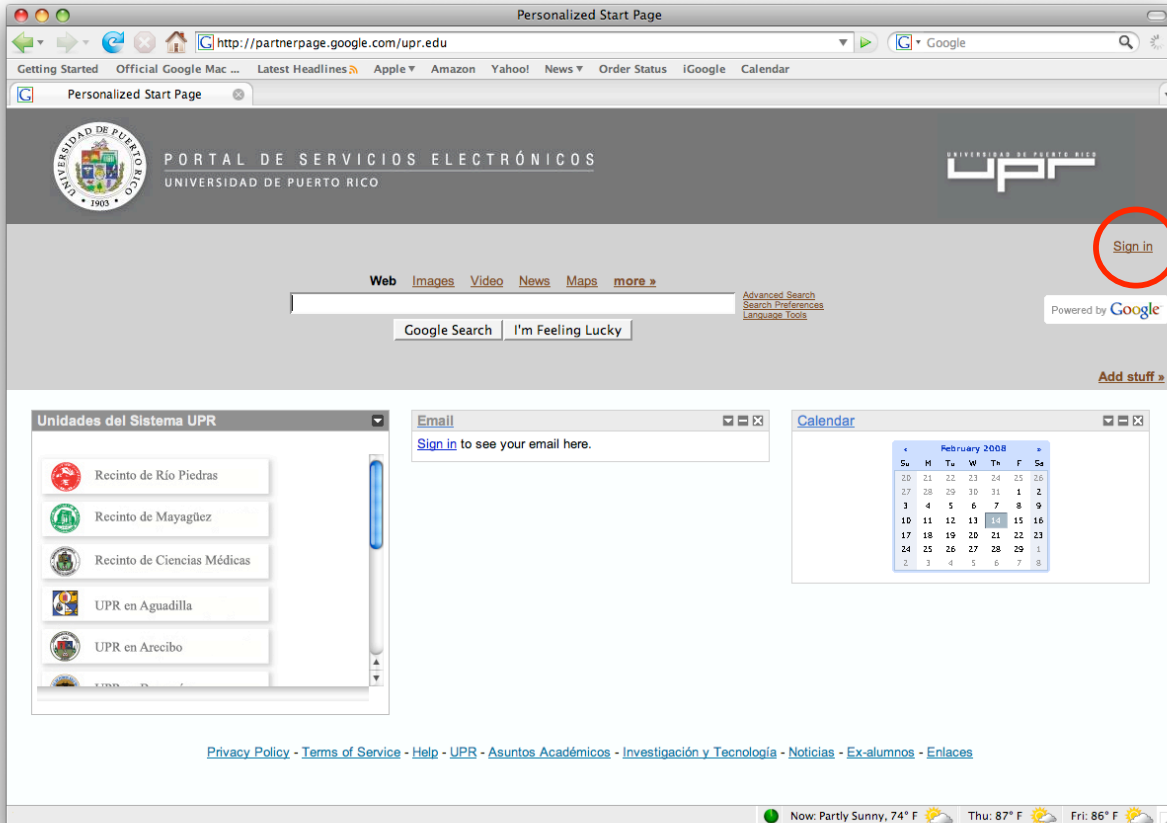 Personalized Start Page
http://partnerpage.google.com/upr.edu
Google
Getting Started Official Google Mac ... Latest Headlines Apple Amazon Yahoo! News Order Status iGoogle Calendar
Personalized Start Page
UNIVERSIDAD DE PUERTO RICO
• 1903 •
PORTAL DE SERVICIOS ELECTRÓNICOS
UNIVERSIDAD DE PUERTO RICO
UNIVERSIDAD DE PUERTO RICO
upr
Sign in
Web Images Video News Maps more »
Advanced Search
Search Preferences
Language Tools
Google Search I'm Feeling Lucky
Powered by Google
Add stuff »
Unidades del Sistema UPR
Recinto de Río Piedras
Recinto de Mayagüez
Recinto de Ciencias Médicas
UPR en Aguadilla
UPR en Arecibo
Email
Sign in to see your email here.
Calendar
« February 2008 »
Su M Tu W Th F Sa
20 21 22 23 24 25 26
27 28 29 30 31 1 2
3 4 5 6 7 8 9
10 11 12 13 14 15 16
17 18 19 20 21 22 23
24 25 26 27 28 29 1
2 3 4 5 6 7 8
Privacy Policy - Terms of Service - Help - UPR - Asuntos Académicos - Investigación y Tecnología - Noticias - Ex-alumnos - Enlaces
Now: Partly Sunny, 74° F Thu: 87° F Fri: 86° F